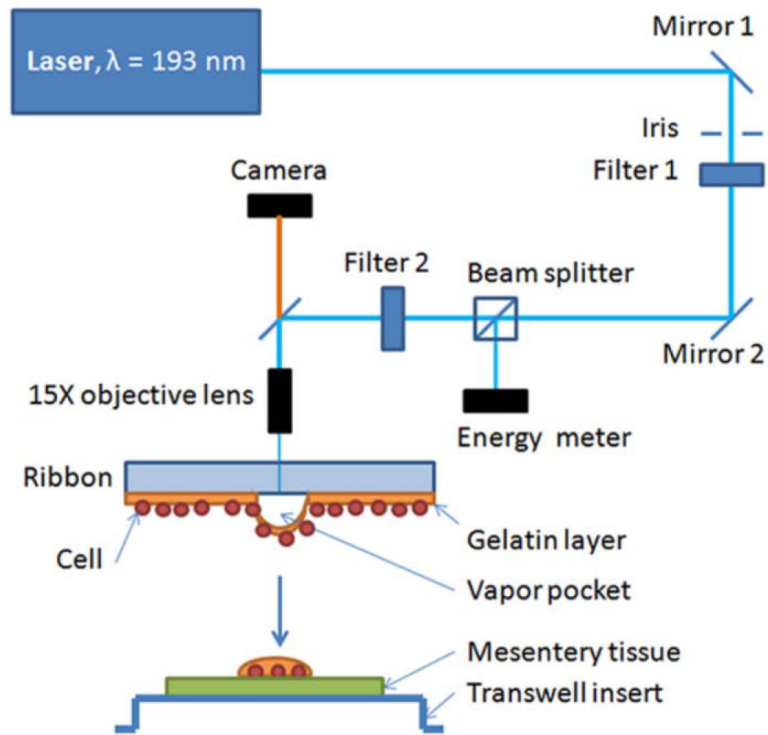 Laser, λ = 193 nm
Mirror 1
Iris
Filter 1
Camera
Filter 2
Beam splitter
Mirror 2
15X objective lens
Energy meter
Ribbon
Cell
Gelatin layer
Vapor pocket
Mesentery tissue
Transwell insert